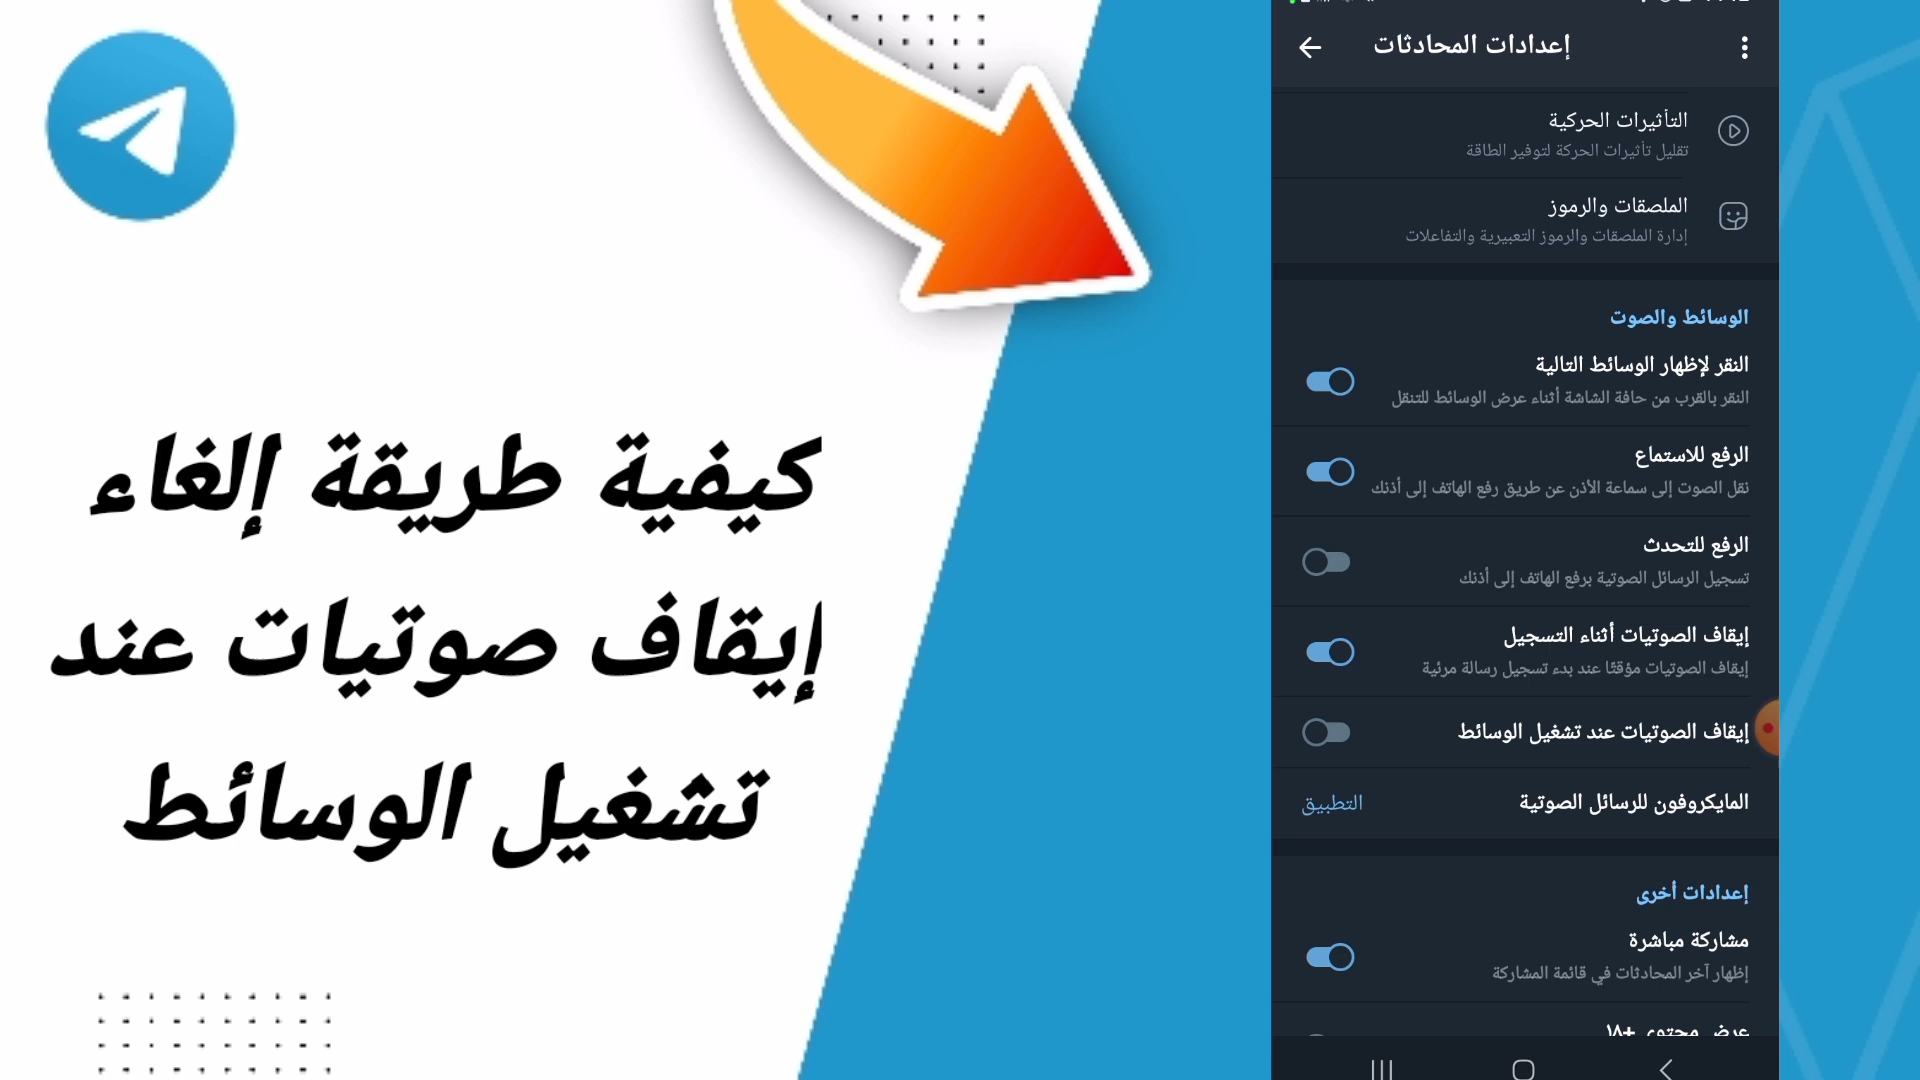 كيفية طريقة إلغاء
إيقاف صوتيات عند
تشغيل الوسائط
إعدادات المحادثات
التأثيرات الحركية
تقليل تأثيرات الحركة لتوفير الطاقة
الملصقات والرموز
إدارة الملصقات والرموز التعبيرية والتفاعلات
الوسائط والصوت
النقر لإظهار الوسائط التالية
النقر بالقرب من حافة الشاشة أثناء عرض الوسائط للتنقل
الرفع للاستماع
نقل الصوت إلى سماعة الأذن عن طريق رفع الهاتف إلى أذنك
الرفع للتحدث
تسجيل الرسائل الصوتية برفع الهاتف إلى أذنك
إيقاف الصوتيات أثناء التسجيل
إيقاف الصوتيات مؤقتًا عند بدء تسجيل رسالة مرئية
إيقاف الصوتيات عند تشغيل الوسائط
المايكروفون للرسائل الصوتية التطبيق
إعدادات أخرى
مشاركة مباشرة
إظهار آخر المحادثات في قائمة المشاركة
عرض محتوى +١٨